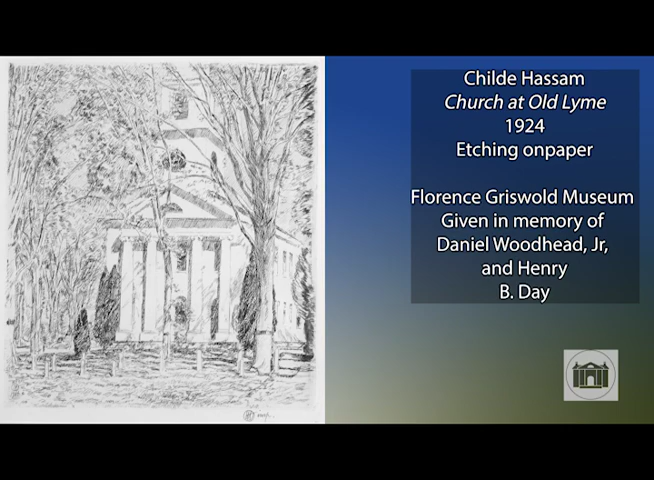 Childe Hassam
Church at Old Lyme
1924
Etching onpaper
Florence Griswold Museum
Given in memory of
Daniel Woodhead, Jr,
and Henry
B. Day